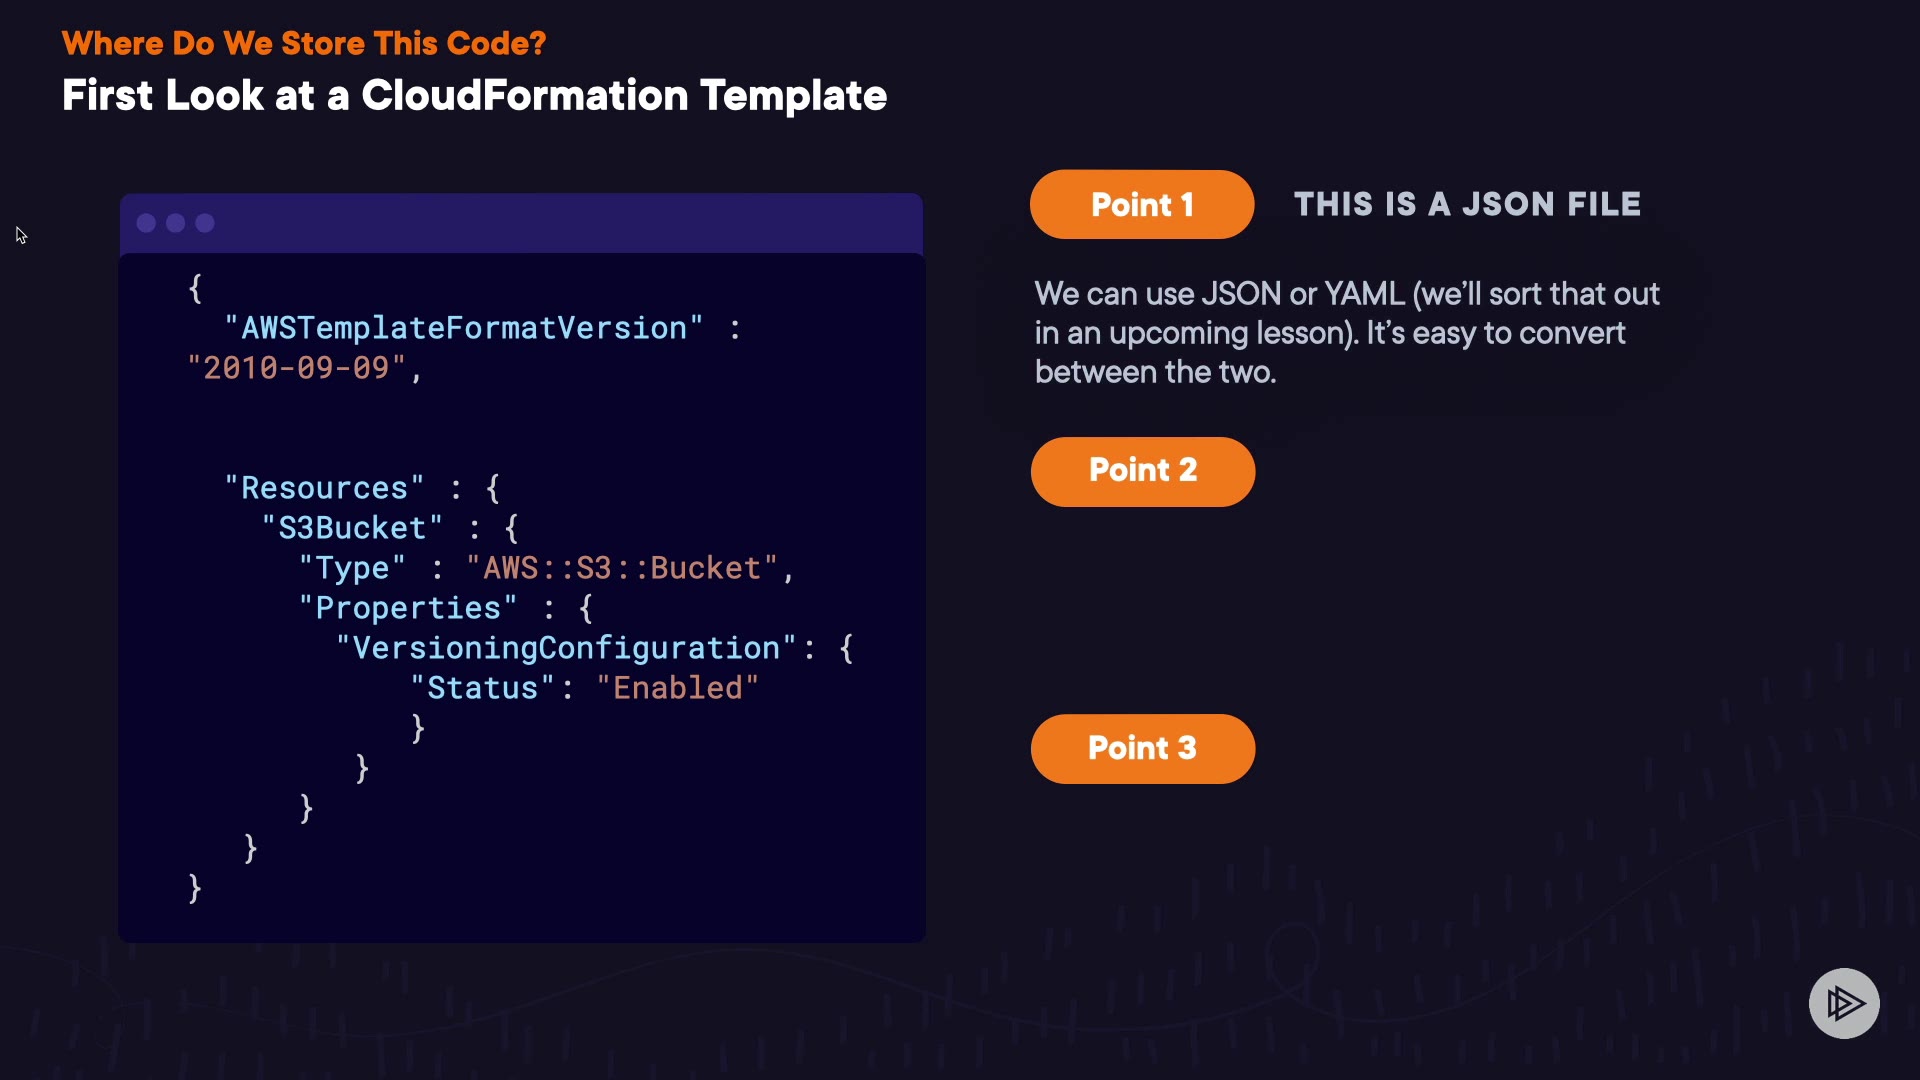 Where Do We Store This Code?
First Look at a CloudFormation Template
{
"AWSTemplateFormatVersion" :
"2010-09-09",
"Resources" : {
"S3Bucket" : {
"Type" : "AWS::S3::Bucket",
"Properties" : {
"VersioningConfiguration": {
"Status": "Enabled"
}
}
}
}
}
Point 1
THIS IS A JSON FILE
We can use JSON or YAML (we’ll sort that out
in an upcoming lesson). It’s easy to convert
between the two.
Point 2
Point 3